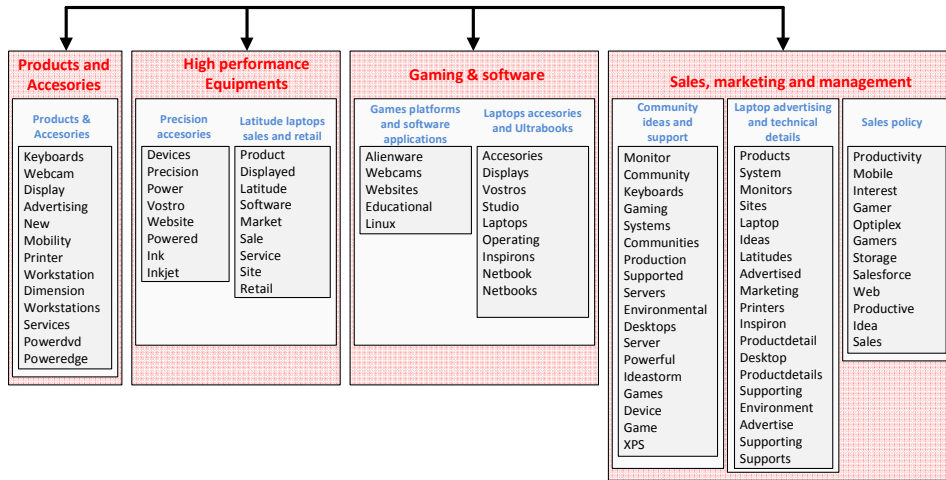 Products and
Accesories
Products &
Accesories
Keyboards
Webcam
Display
Advertising
New
Mobility
Printer
Workstation
Dimension
Workstations
Services
Powerdvd
Poweredge
High performance
Equipments
Precision
accesories
Devices
Precision
Power
Vostro
Website
Powered
Ink
Inkjet
Latitude laptops
sales and retail
Product
Displayed
Latitude
Software
Market
Sale
Service
Site
Retail
Gaming & software
Games platforms
and software
applications
Alienware
Webcams
Websites
Educational
Linux
Laptops accesories
and Ultrabooks
Accesories
Displays
Vostros
Studio
Laptops
Operating
Inspirons
Netbook
Netbooks
Sales, marketing and management
Community
ideas and
support
Monitor
Community
Keyboards
Gaming
Systems
Communities
Production
Supported
Servers
Environmental
Desktops
Server
Powerful
Ideastorm
Games
Device
Game
XPS
Laptop advertising
and technical
details
Products
System
Monitors
Sites
Laptop
Ideas
Latitudes
Advertised
Marketing
Printers
Inspiron
Productdetail
Desktop
Productdetails
Supporting
Environment
Advertise
Supporting
Supports
Sales policy
Productivity
Mobile
Interest
Gamer
Optiplex
Gamers
Storage
Salesforce
Web
Productive
Idea
Sales